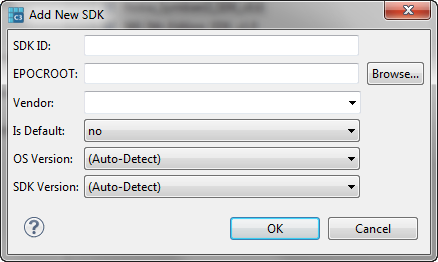 Add New SDK
SDK ID:
EPOCROOT:
Browse...
Vendor:
Is Default: no
OS Version: (Auto-Detect)
SDK Version: (Auto-Detect)
? OK Cancel